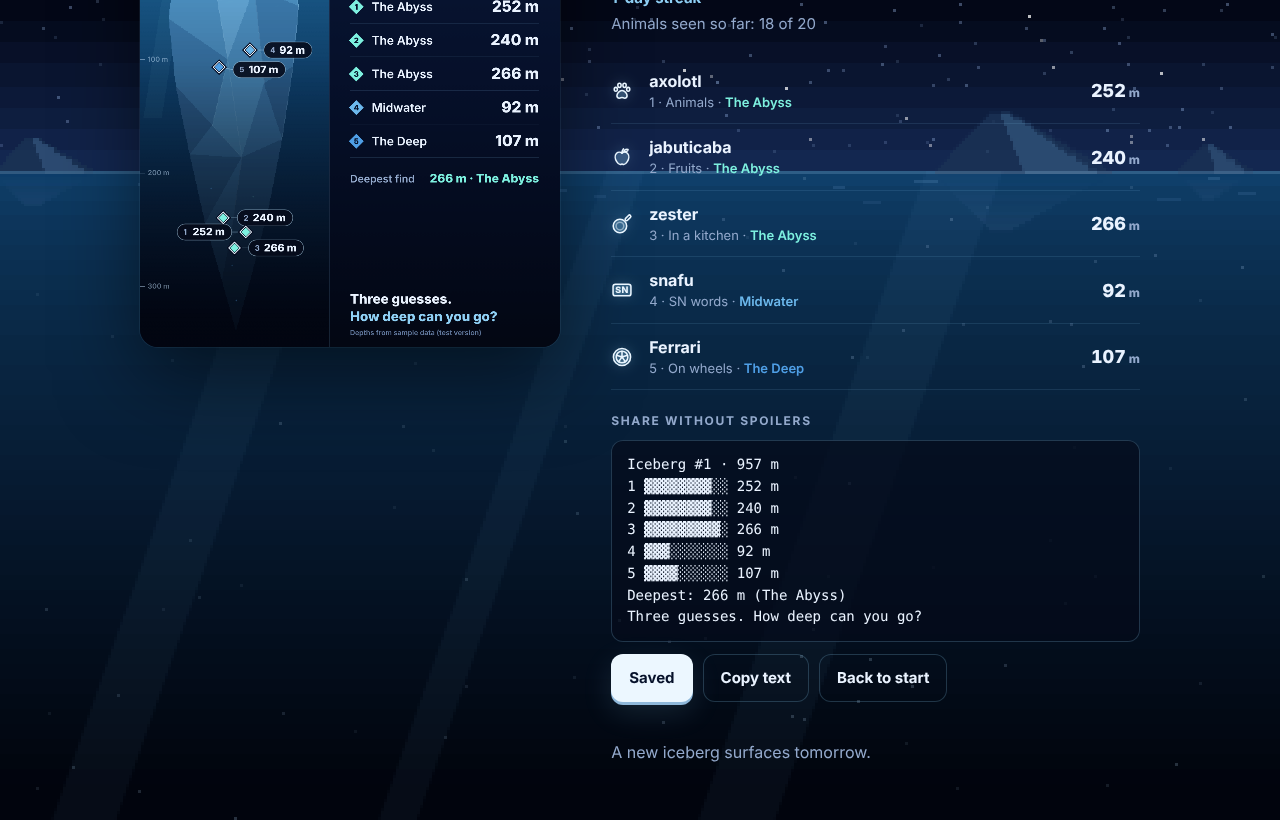 1 The Abyss 252 m
2 The Abyss 240 m
3 The Abyss 266 m
4 Midwater 92 m
5 The Deep 107 m
Deepest find 266 m · The Abyss
100 m
4 92 m
5 107 m
200 m
2 240 m
1 252 m
3 266 m
300 m
Three guesses.
How deep can you go?
Depths from sample data (test version)
Animals seen so far: 18 of 20
axolotl
1 · Animals · The Abyss
252 m
jabuticaba
2 · Fruits · The Abyss
240 m
zester
3 · In a kitchen · The Abyss
266 m
SN
snafu
4 · SN words · Midwater
92 m
Ferrari
5 · On wheels · The Deep
107 m
SHARE WITHOUT SPOILERS
Iceberg #1 · 957 m
1 ▓▓▓▓▓▓▓▓░░ 252 m
2 ▓▓▓▓▓▓▓▓░░ 240 m
3 ▓▓▓▓▓▓▓▓▓░ 266 m
4 ▓▓▓░░░░░░░ 92 m
5 ▓▓▓▓░░░░░░ 107 m
Deepest: 266 m (The Abyss)
Three guesses. How deep can you go?
Saved
Copy text
Back to start
A new iceberg surfaces tomorrow.